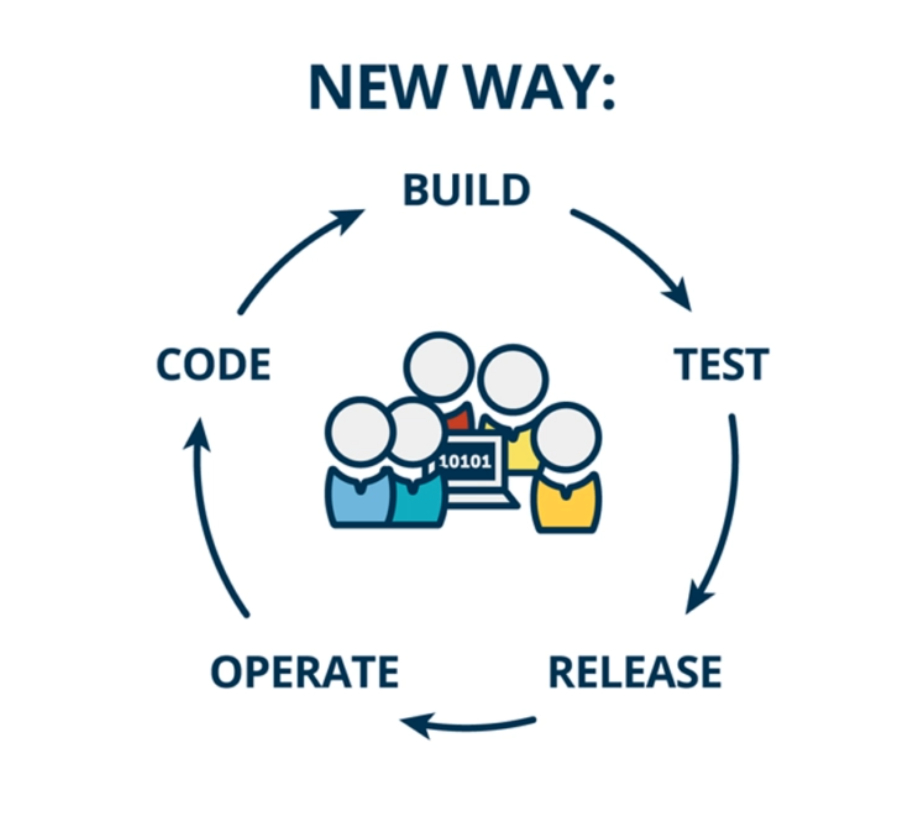 NEW WAY:
BUILD
CODE
TEST
10101
OPERATE
RELEASE